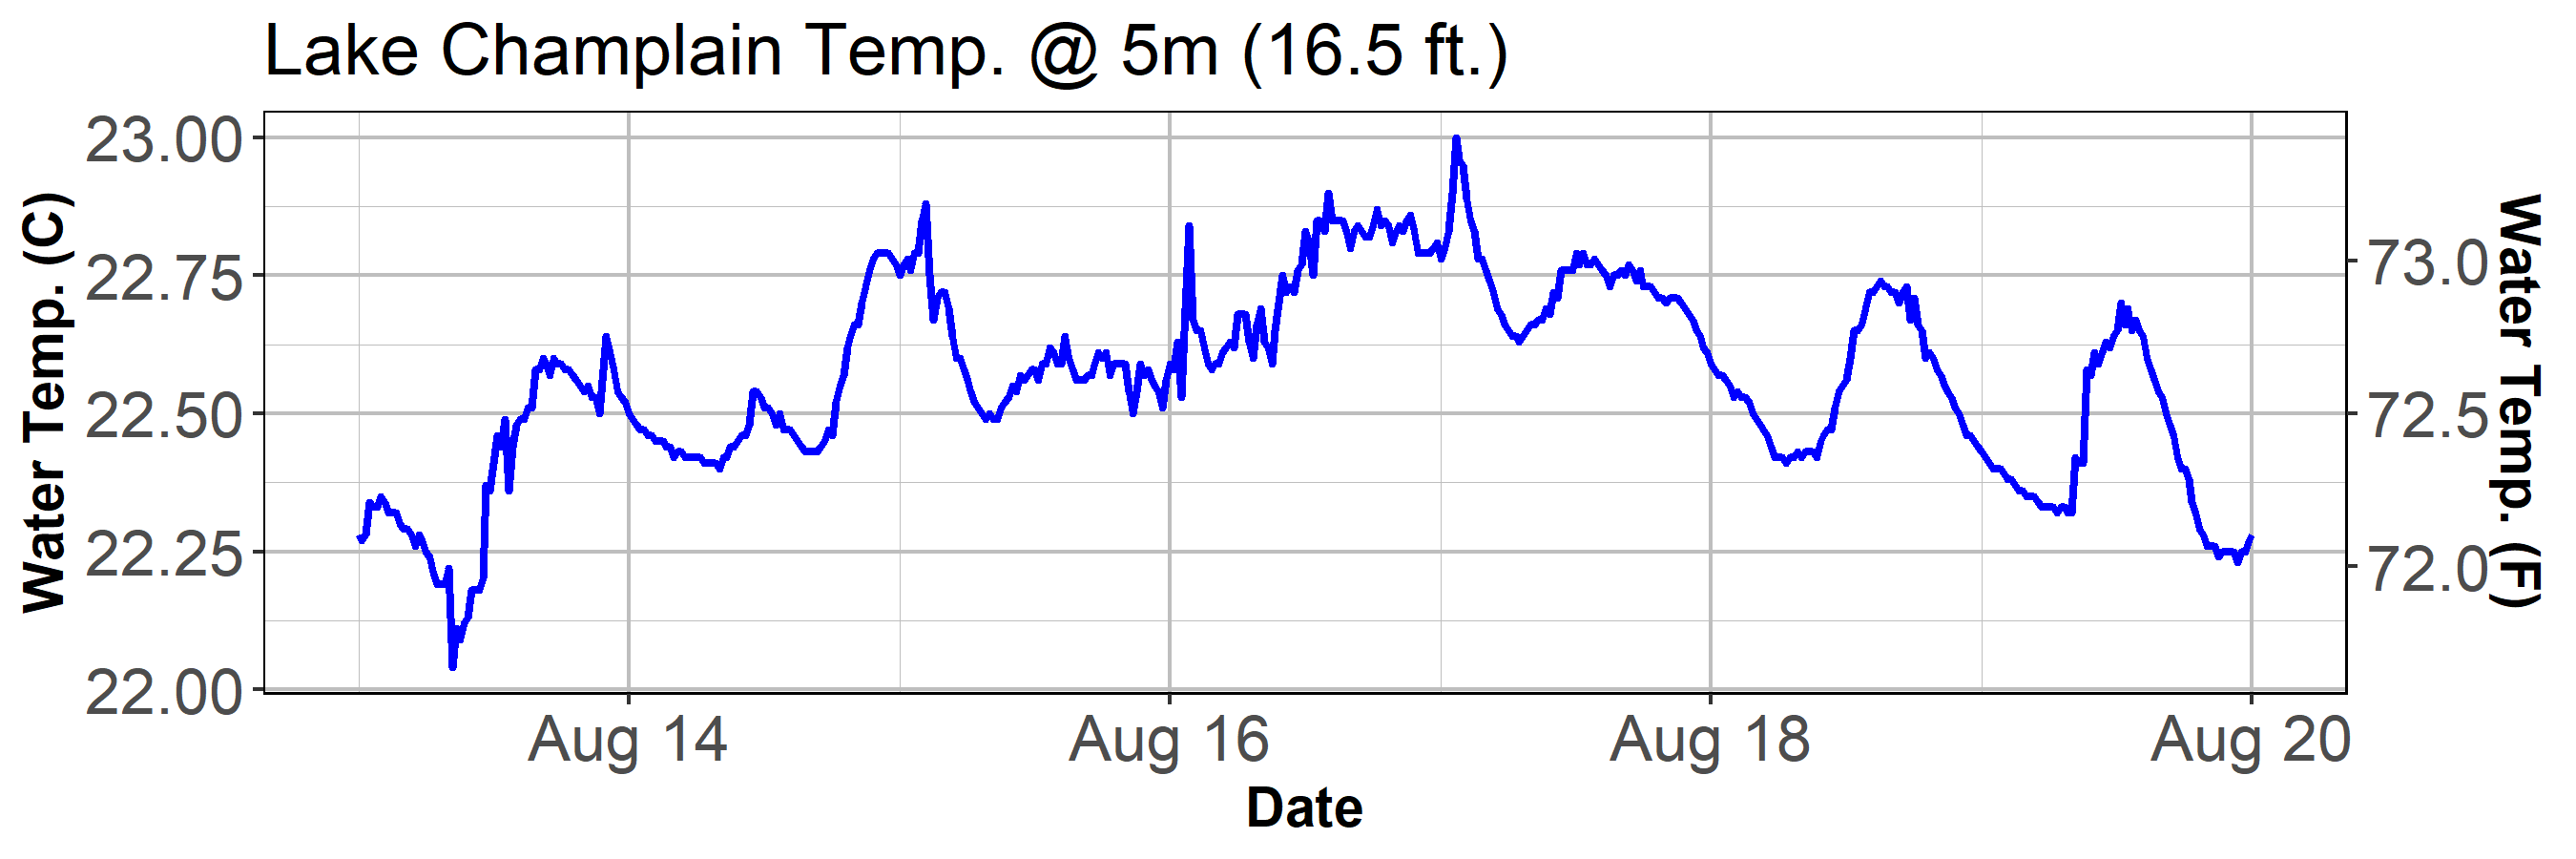 Lake Champlain Temp. @ 5m (16.5 ft.)
Water Temp. (C)
23.00
22.75
22.50
22.25
22.00
73.0
72.5
72.0
Water Temp. (F)
Aug 14 Aug 16 Aug 18 Aug 20
Date